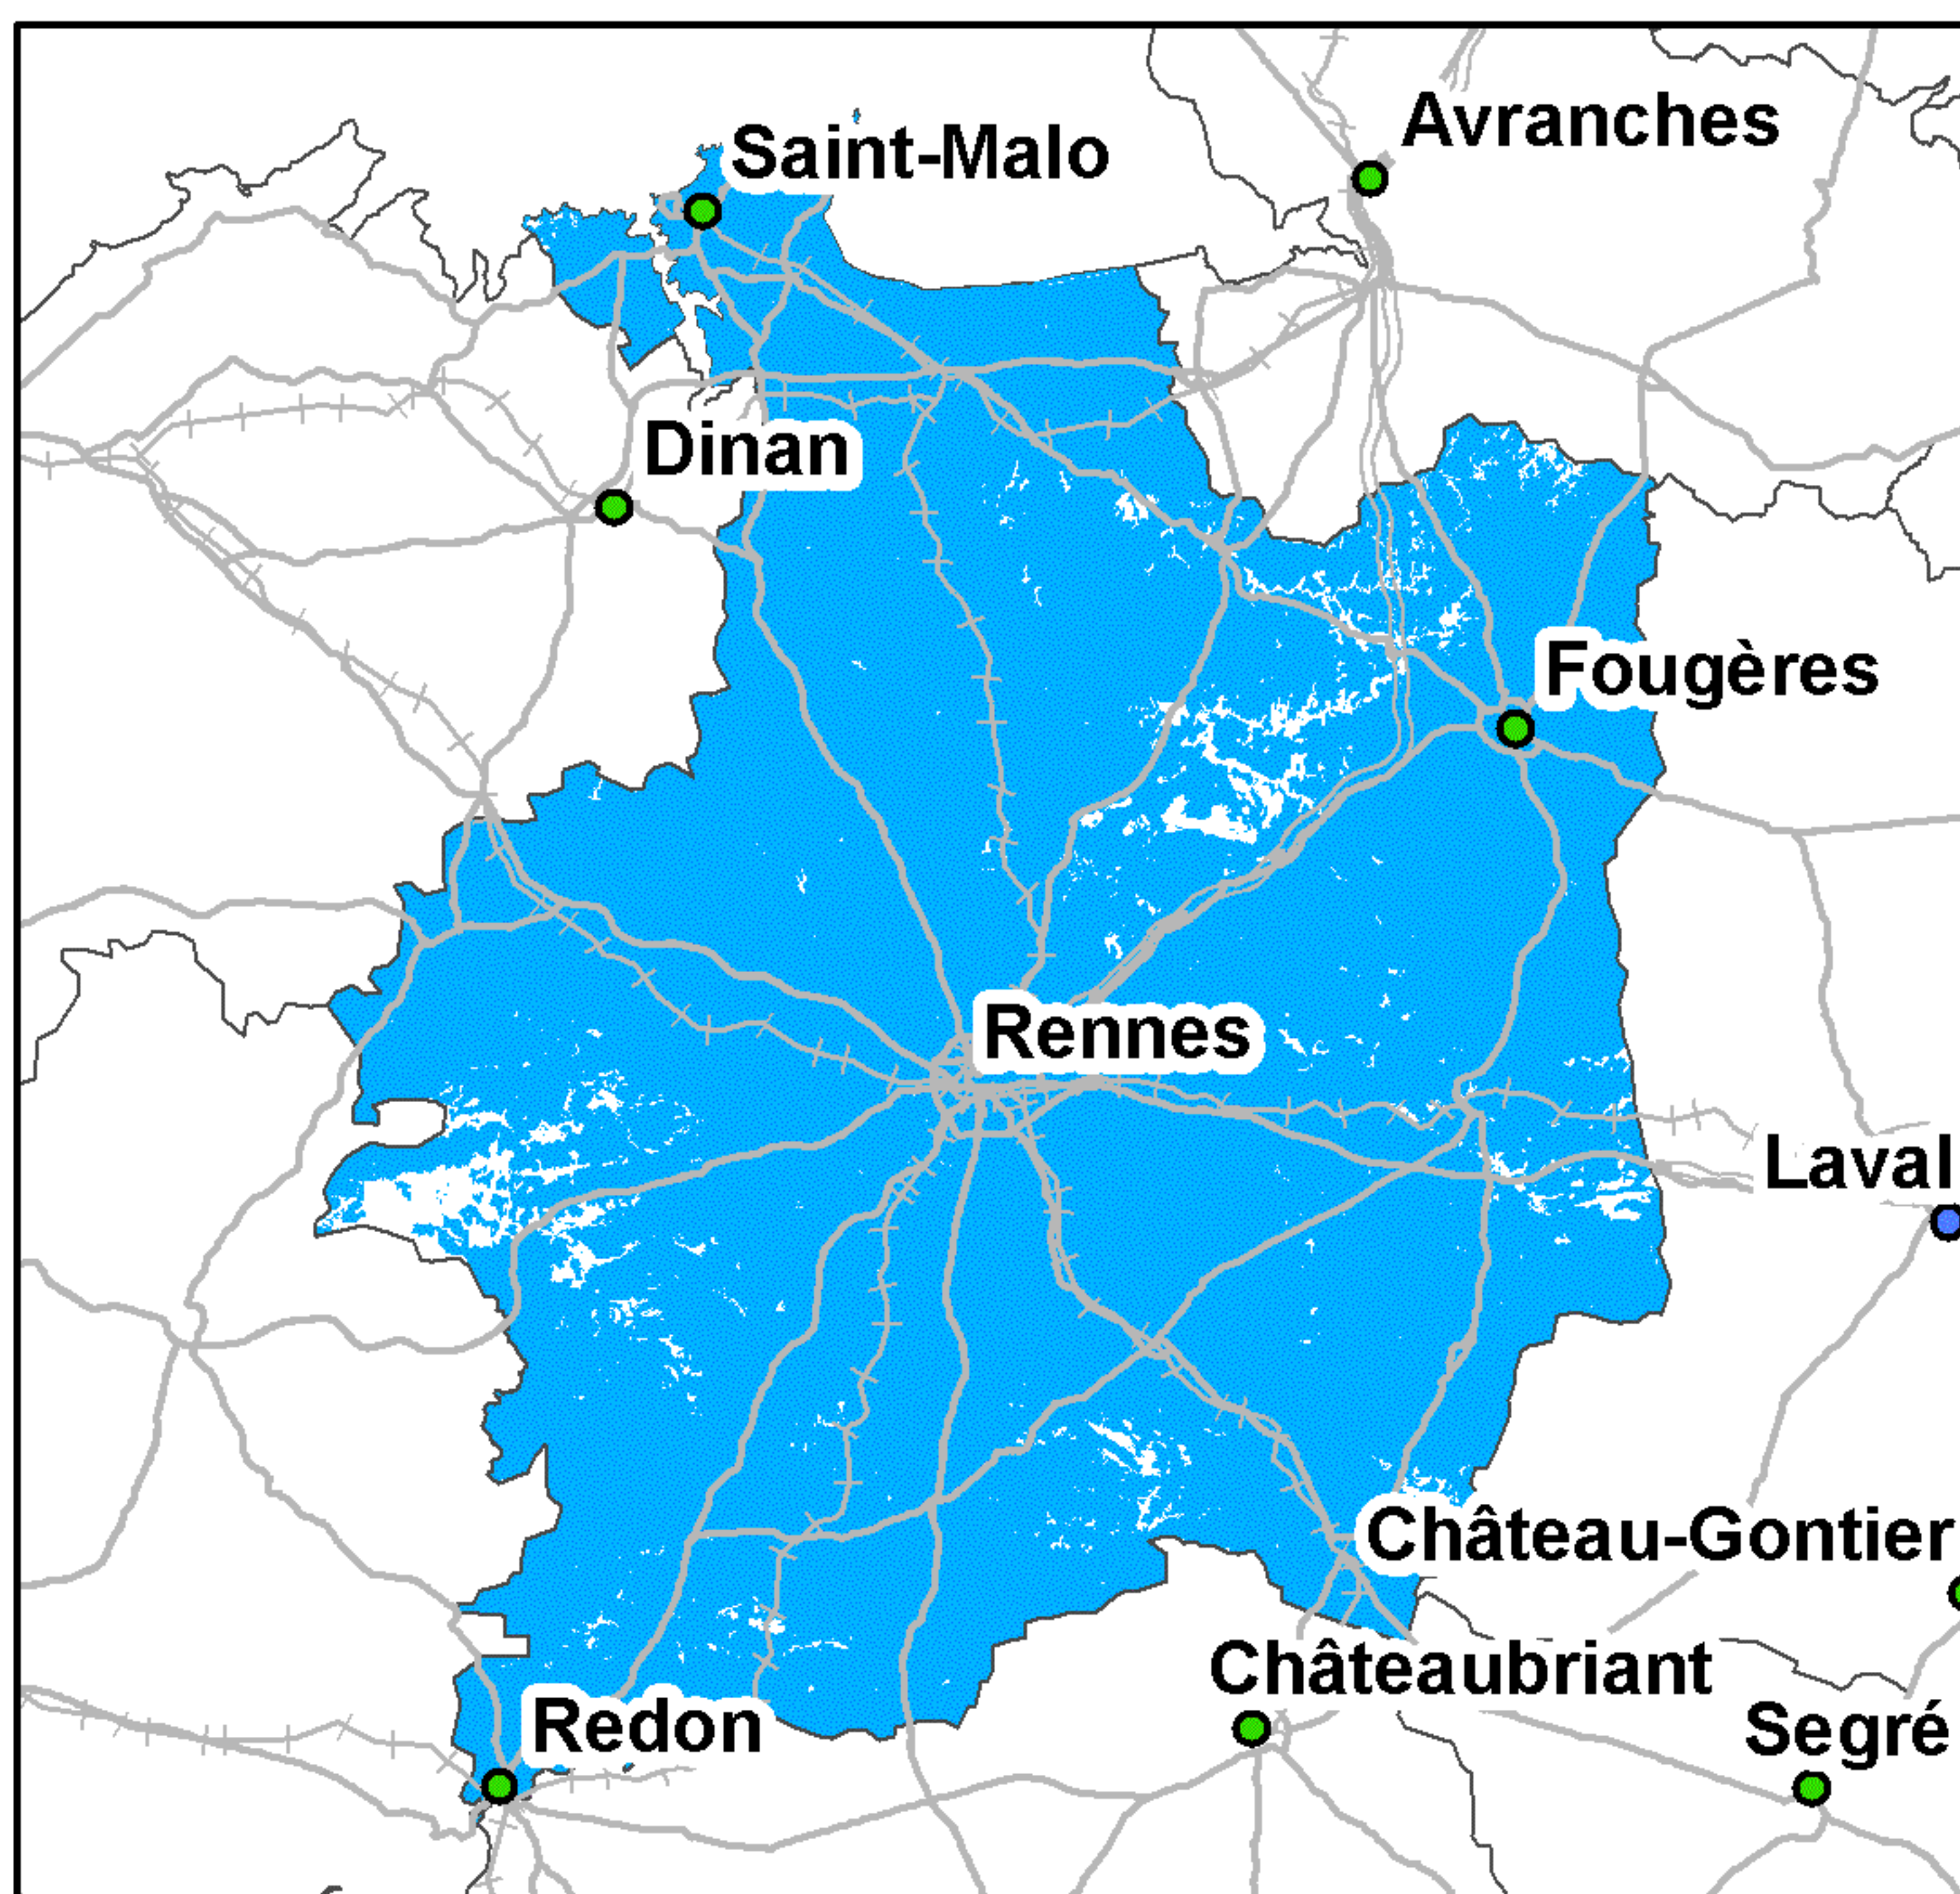 Avranches
Saint-Malo
Dinan
Fougères
Rennes
Laval
Château-Gontier
Châteaubriant
Redon
Segré